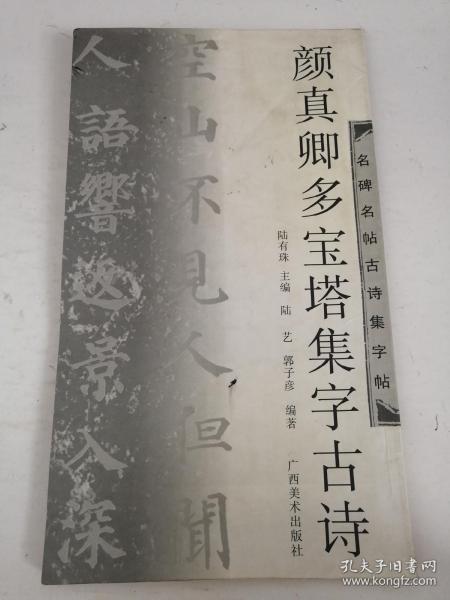 名碑名帖古诗集字帖
颜真卿多宝塔集字古诗
陆有珠 主编 陆艺 郭子彦 编著
广西美术出版社
空山不见人但聞
人語響返景入深
孔夫子旧书网
www.kongfz.com